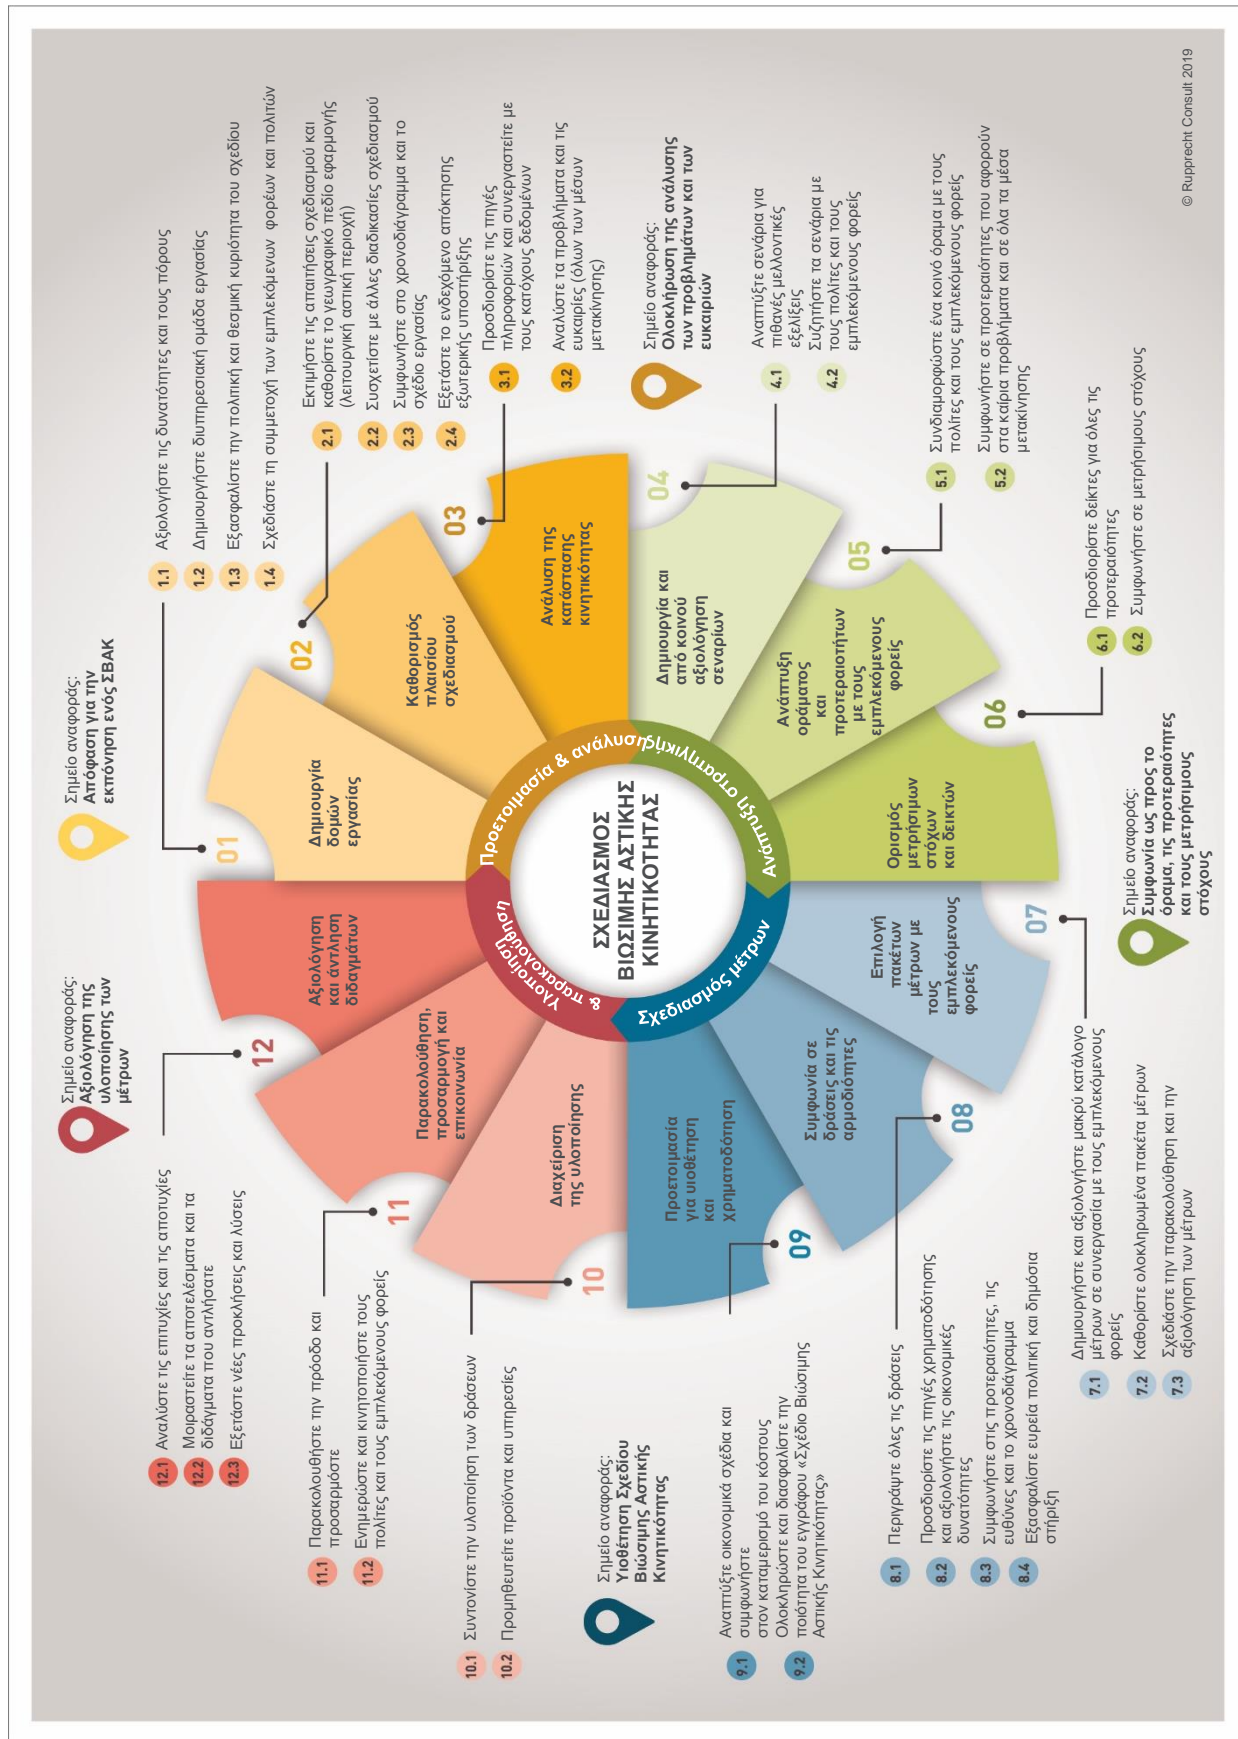 Σημείο αναφοράς:
Απόφαση για την
εκπόνηση ενός ΣΒΑΚ
01
Δημιουργία
δομών
εργασίας
1.1 Αξιολογήστε τις δυνατότητες και τους πόρους
1.2 Δημιουργήστε διυπηρεσιακή ομάδα εργασίας
1.3 Εξασφαλίστε την πολιτική και θεσμική κυριότητα του σχεδίου
1.4 Σχεδιάστε τη συμμετοχή των εμπλεκόμενων φορέων και πολιτών
02
Καθορισμός
πλαισίου
σχεδιασμού
2.1 Εκτιμήστε τις απαιτήσεις σχεδιασμού και
καθορίστε το γεωγραφικό πεδίο εφαρμογής
(λειτουργική αστική περιοχή)
2.2 Συσχετίστε με άλλες διαδικασίες σχεδιασμού
2.3 Συμφωνήστε στο χρονοδιάγραμμα και το
σχέδιο εργασίας
2.4 Εξετάστε το ενδεχόμενο απόκτησης
εξωτερικής υποστήριξης
03
Ανάλυση της
κατάστασης
κινητικότητας
3.1 Προσδιορίστε τις πηγές
πληροφοριών και συνεργαστείτε με
τους κατόχους δεδομένων
3.2 Αναλύστε τα προβλήματα και τις
ευκαιρίες (όλων των μέσων
μετακίνησης)
Σημείο αναφοράς:
Ολοκλήρωση της ανάλυσης
των προβλημάτων και των
ευκαιριών
04
Δημιουργία και
από κοινού
αξιολόγηση
σεναρίων
4.1 Αναπτύξτε σενάρια για
πιθανές μελλοντικές
εξελίξεις
4.2 Συζητήστε τα σενάρια με
τους πολίτες και τους
εμπλεκόμενους φορείς
05
Ανάπτυξη
οράματος
και
προτεραιοτήτων
με τους
εμπλεκόμενους
φορείς
5.1 Συνδιαμορφώστε ένα κοινό όραμα με τους
πολίτες και τους εμπλεκόμενους φορείς
5.2 Συμφωνήστε σε προτεραιότητες που αφορούν
στα καίρια προβλήματα και σε όλα τα μέσα
μετακίνησης
06
Ορισμός
μετρήσιμων
στόχων
και δεικτών
6.1 Προσδιορίστε δείκτες για όλες τις
προτεραιότητες
6.2 Συμφωνήστε σε μετρήσιμους στόχους
Σημείο αναφοράς:
Συμφωνία ως προς το
όραμα, τις προτεραιότητες
και τους μετρήσιμους
στόχους
07
Επιλογή
πακέτων
μέτρων με
τους
εμπλεκόμενους
φορείς
7.1 Δημιουργήστε και αξιολογήστε μακρύ κατάλογο
μέτρων σε συνεργασία με τους εμπλεκόμενους
φορείς
7.2 Καθορίστε ολοκληρωμένα πακέτα μέτρων
7.3 Σχεδιάστε την παρακολούθηση και την
αξιολόγηση των μέτρων
08
Συμφωνία σε
δράσεις και τις
αρμοδιότητες
8.1 Περιγράψτε όλες τις δράσεις
8.2 Προσδιορίστε τις πηγές χρηματοδότησης
και αξιολογήστε τις οικονομικές
δυνατότητες
8.3 Συμφωνήστε στις προτεραιότητες, τις
ευθύνες και το χρονοδιάγραμμα
8.4 Εξασφαλίστε ευρεία πολιτική και δημόσια
στήριξη
09
Προετοιμασία
για υιοθέτηση
και
χρηματοδότηση
9.1 Αναπτύξτε οικονομικά σχέδια και
συμφωνήστε
στον καταμερισμό του κόστους
9.2 Ολοκληρώστε και διασφαλίστε την
ποιότητα του εγγράφου «Σχέδιο Βιώσιμης
Αστικής Κινητικότητας»
Σημείο αναφοράς:
Υιοθέτηση Σχεδίου
Βιώσιμης Αστικής
Κινητικότητας
10
Διαχείριση
της υλοποίησης
10.1 Συντονίστε την υλοποίηση των δράσεων
10.2 Προμηθευτείτε προϊόντα και υπηρεσίες
11
Παρακολούθηση,
προσαρμογή και
επικοινωνία
11.1 Παρακολουθήστε την πρόοδο και
προσαρμόστε
11.2 Ενημερώστε και κινητοποιήστε τους
πολίτες και τους εμπλεκόμενους φορείς
12
Αξιολόγηση
και άντληση
διδαγμάτων
12.1 Αναλύστε τις επιτυχίες και τις αποτυχίες
12.2 Μοιραστείτε τα αποτελέσματα και τα
διδάγματα που αντλήσατε
12.3 Εξετάστε νέες προκλήσεις και λύσεις
Σημείο αναφοράς:
Αξιολόγηση της
υλοποίησης των
μέτρων
Προετοιμασία & ανάλυση
Ανάπτυξη στρατηγικής
Σχεδιασμός μέτρων
Υλοποίηση
& παρακολούθηση
ΣΧΕΔΙΑΣΜΟΣ
ΒΙΩΣΙΜΗΣ ΑΣΤΙΚΗΣ
ΚΙΝΗΤΙΚΟΤΗΤΑΣ
© Rupprecht Consult 2019